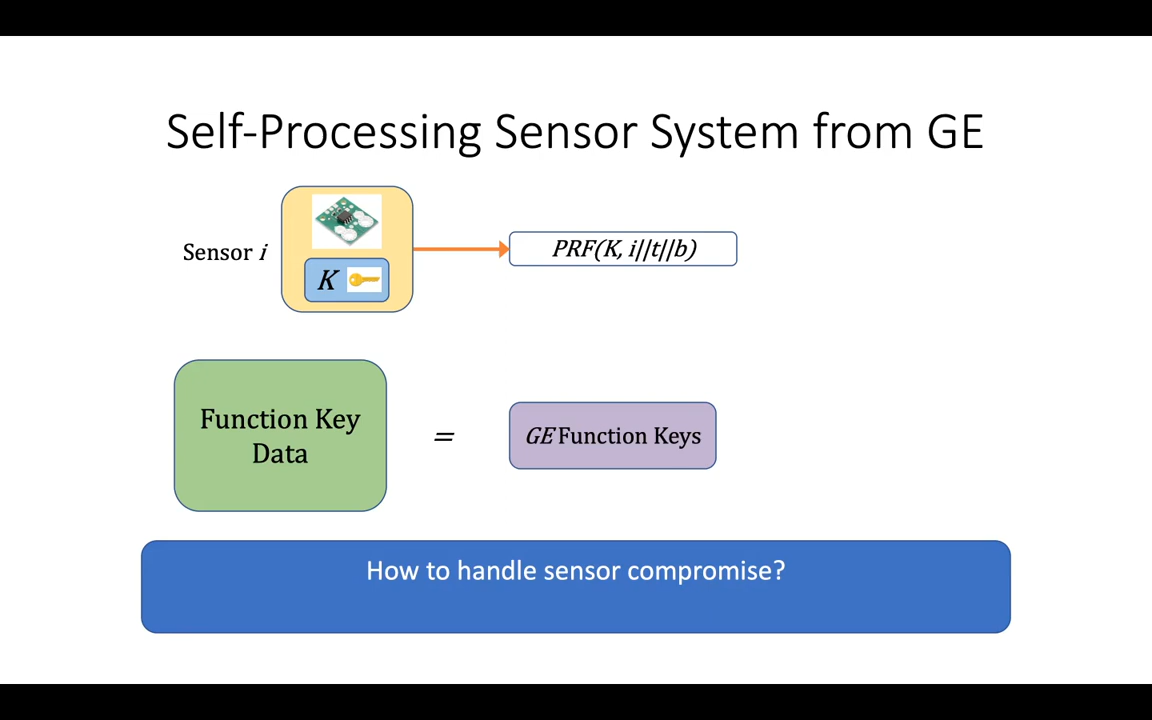 Self-Processing Sensor System from GE
Sensor i
K
PRF(K, i||t||b)
Function Key
Data
=
GE Function Keys
How to handle sensor compromise?